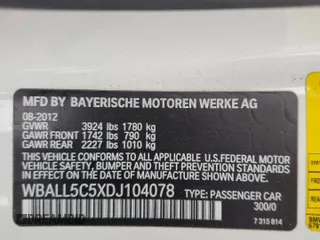 MFD BY BAYERISCHE MOTOREN WERKE AG
08-2012
GVWR 3924 lbs 1780 kg
GAWR FRONT 1742 lbs 790 kg
GAWR REAR 2227 lbs 1010 kg
THIS VEHICLE CONFORMS TO ALL APPLICABLE FEDERAL
MOTOR VEHICLE SAFETY, BUMPER, AND THEFT PREVENTION
STANDARDS IN EFFECT ON THE DATE OF MANUFACTURE
SHOWN ABOVE.
WBALL5C5XDJ104078 TYPE: PASSENGER CAR
300/0
7 315 814
DREAMBID